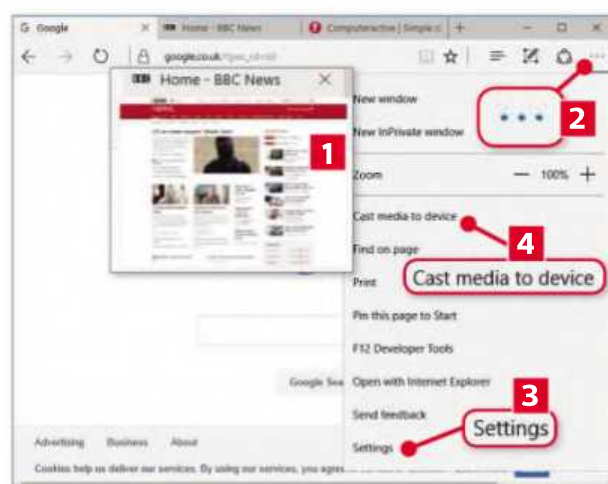 G Google
Home - BBC News
Computeractive | Simple
google.co.uk
Home - BBC News
1
New window
2
New InPrivate window
Zoom
100%
Cast media to device
4
Find on page
Print
Cast media to device
Pin this page to Start
F12 Developer Tools
Google Sea
Open with Internet Explorer
3
Send feedback
Settings
Settings
Advertising Business About
Cookies help us deliver our services. By using our services, you agree